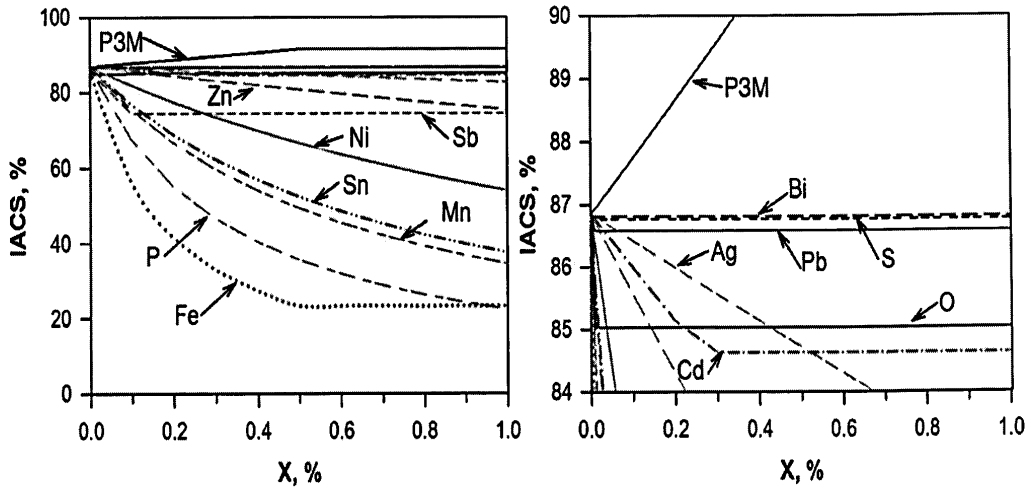 100
80
60
40
20
0
IACS, %
0.0 0.2 0.4 0.6 0.8 1.0
X, %
P3M
Zn
Sb
Ni
Sn
Mn
P
Fe
90
89
88
87
86
85
84
IACS, %
0.0 0.2 0.4 0.6 0.8 1.0
X, %
P3M
Bi
Ag
Pb
S
O
Cd